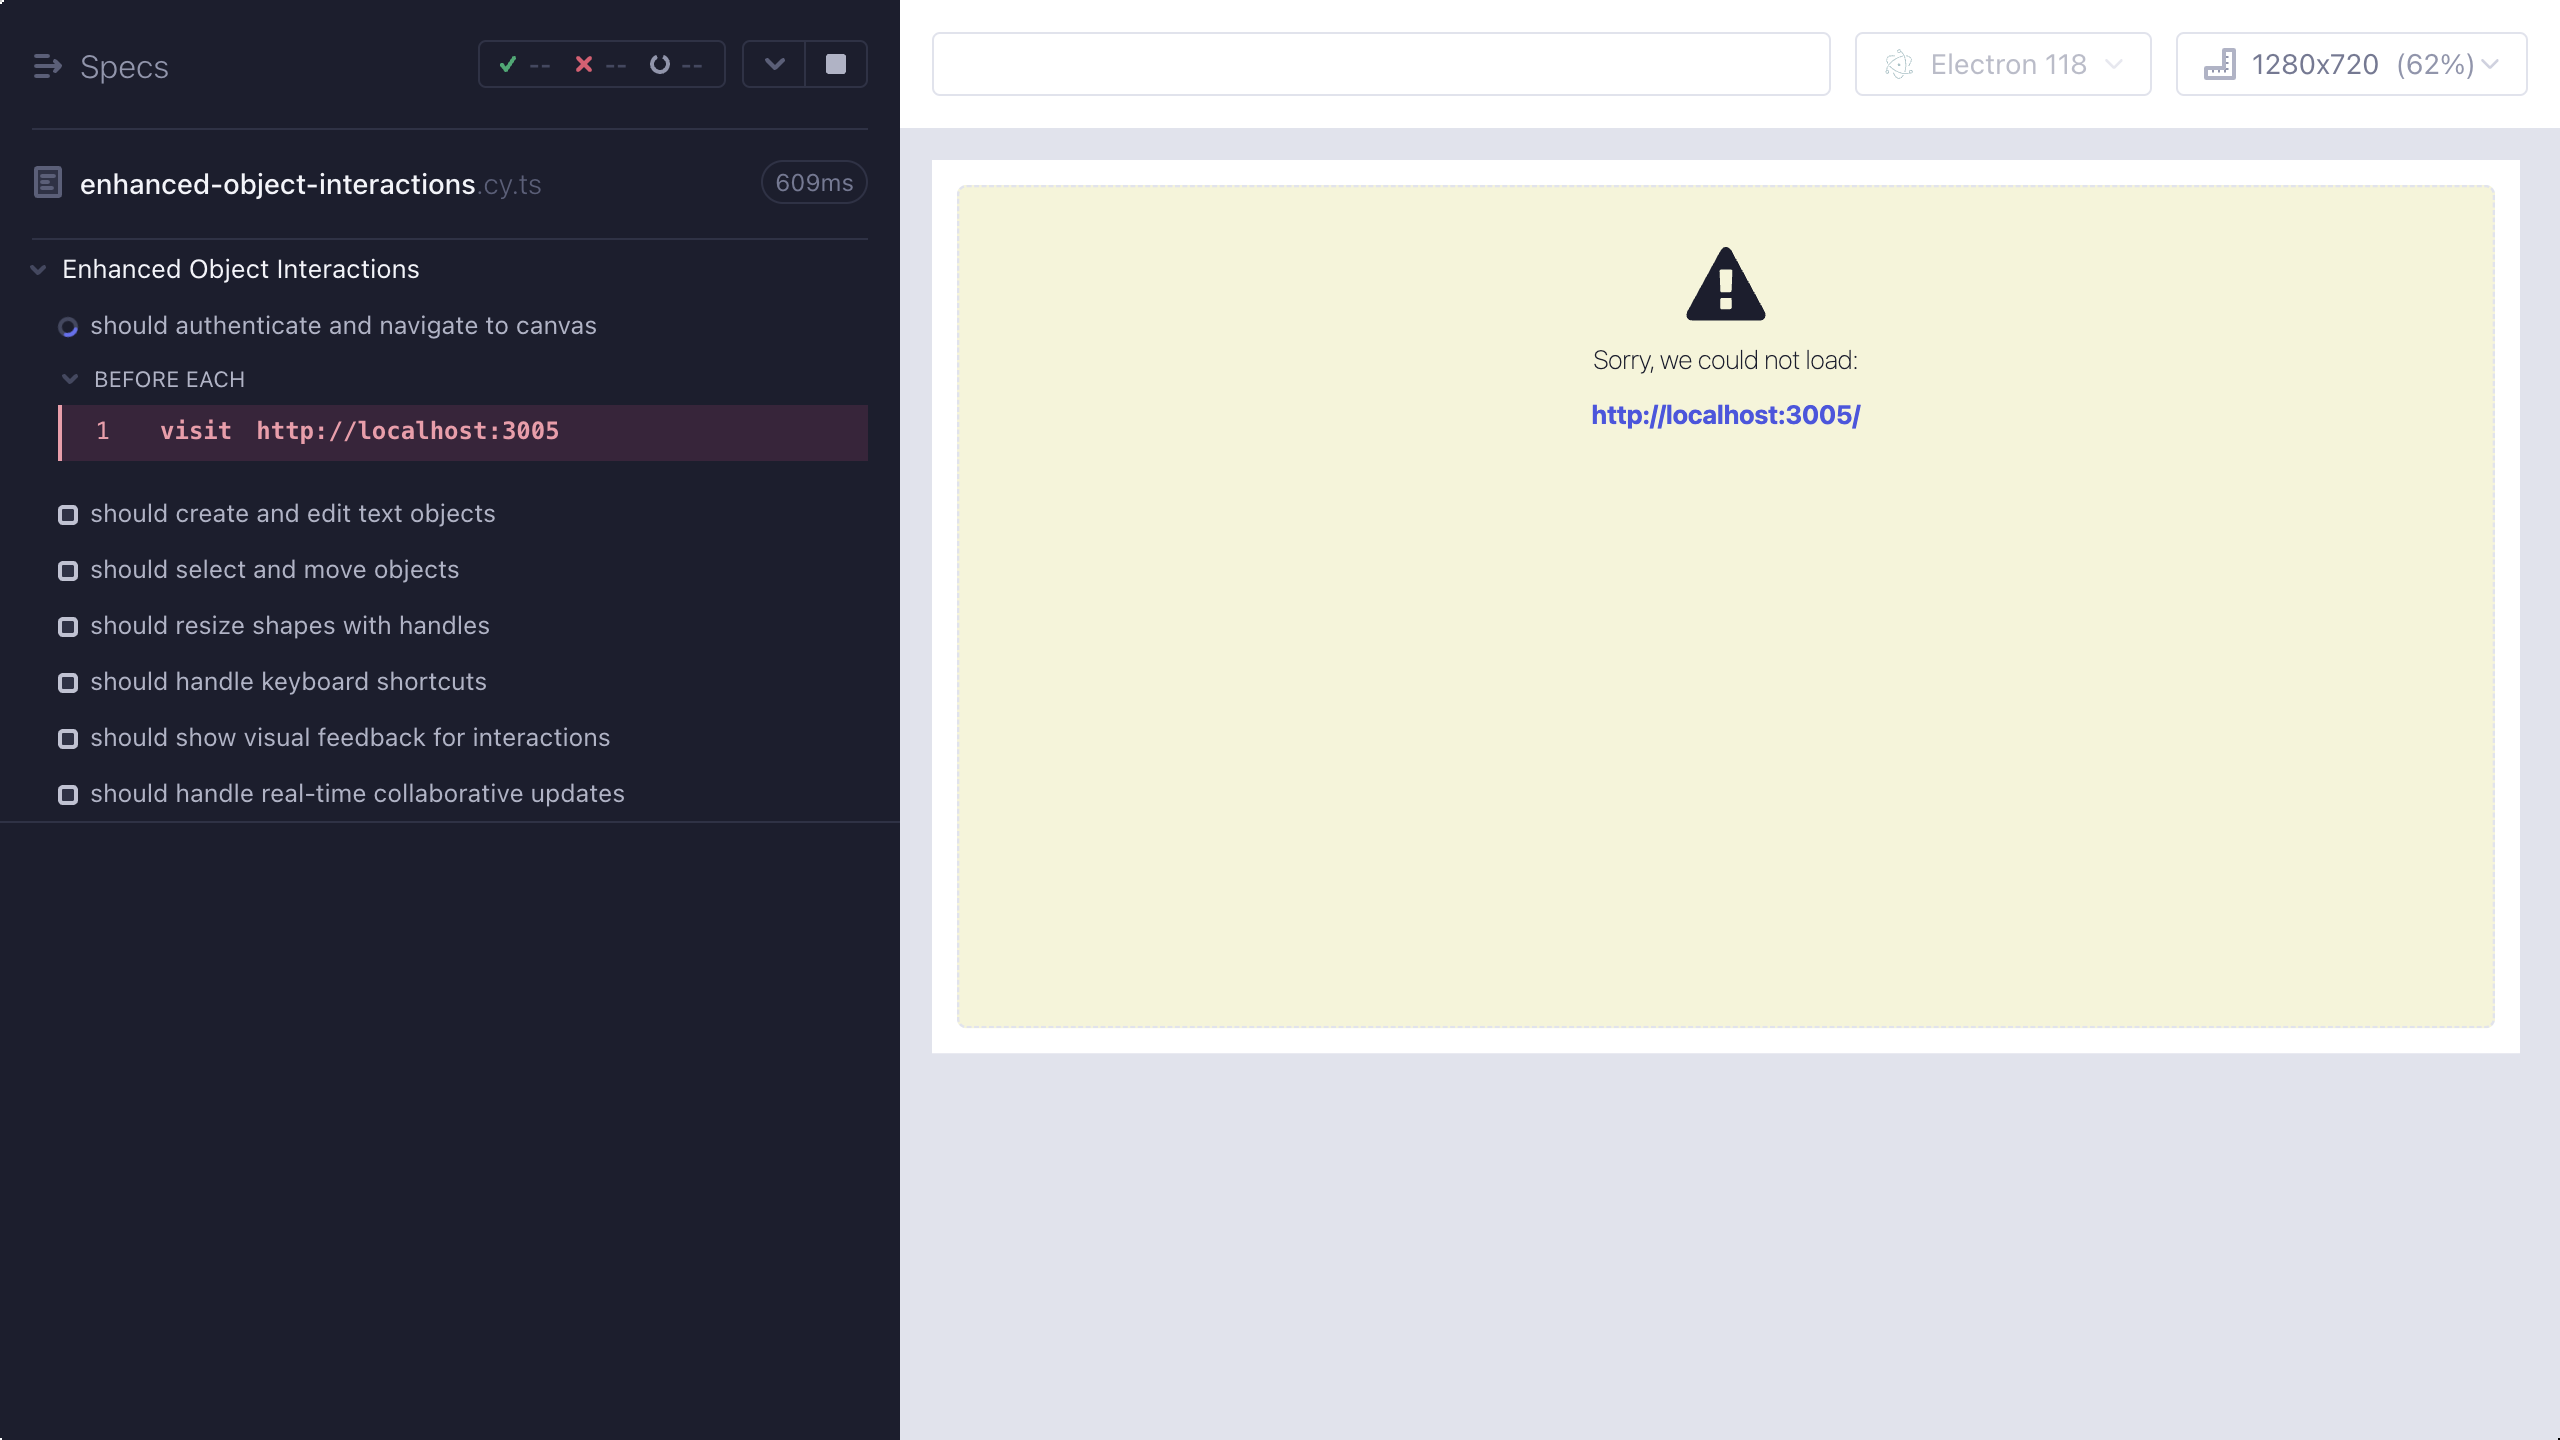 Specs
-- -- --
enhanced-object-interactions.cy.ts
609ms
Enhanced Object Interactions
should authenticate and navigate to canvas
BEFORE EACH
1 visit http://localhost:3005
should create and edit text objects
should select and move objects
should resize shapes with handles
should handle keyboard shortcuts
should show visual feedback for interactions
should handle real-time collaborative updates
Electron 118
1280x720 (62%)
Sorry, we could not load:
http://localhost:3005/